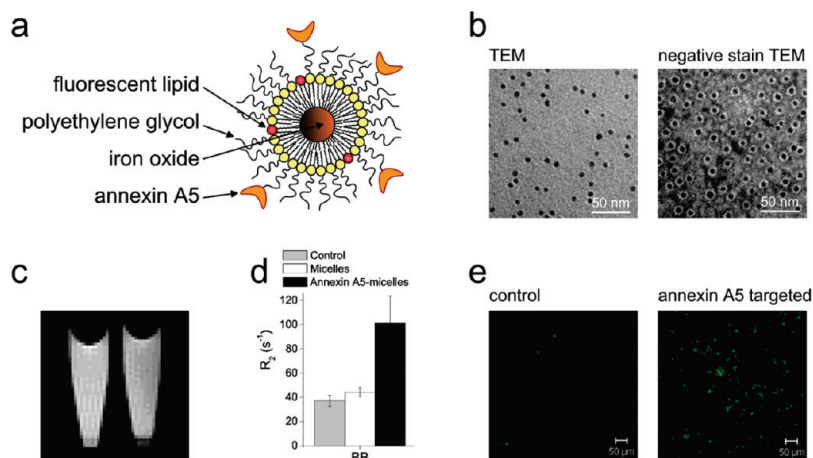 a
fluorescent lipid
polyethylene glycol
iron oxide
annexin A5
b
TEM
negative stain TEM
50 nm
50 nm
c
d
Control
Micelles
Annexin A5-micelles
120
100
80
60
40
20
0
R2 (s-1)
e
control
annexin A5 targeted
50 µm
50 µm